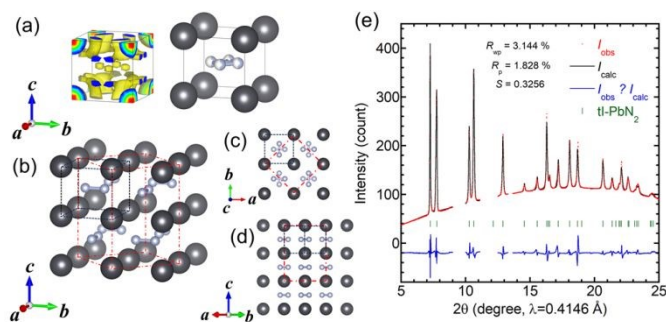 (a)
c
a
b
(b)
c
a
b
(c)
b
c
a
(d)
c
a
b
(e)
Intensity (count)
400
300
200
100
0
R_wp = 3.144 %
R_p = 1.828 %
S = 0.3256
I_obs
I_calc
I_obs ? I_calc
tI-PbN₂
5
10
15
20
25
2θ (degree, λ=0.4146 Å)